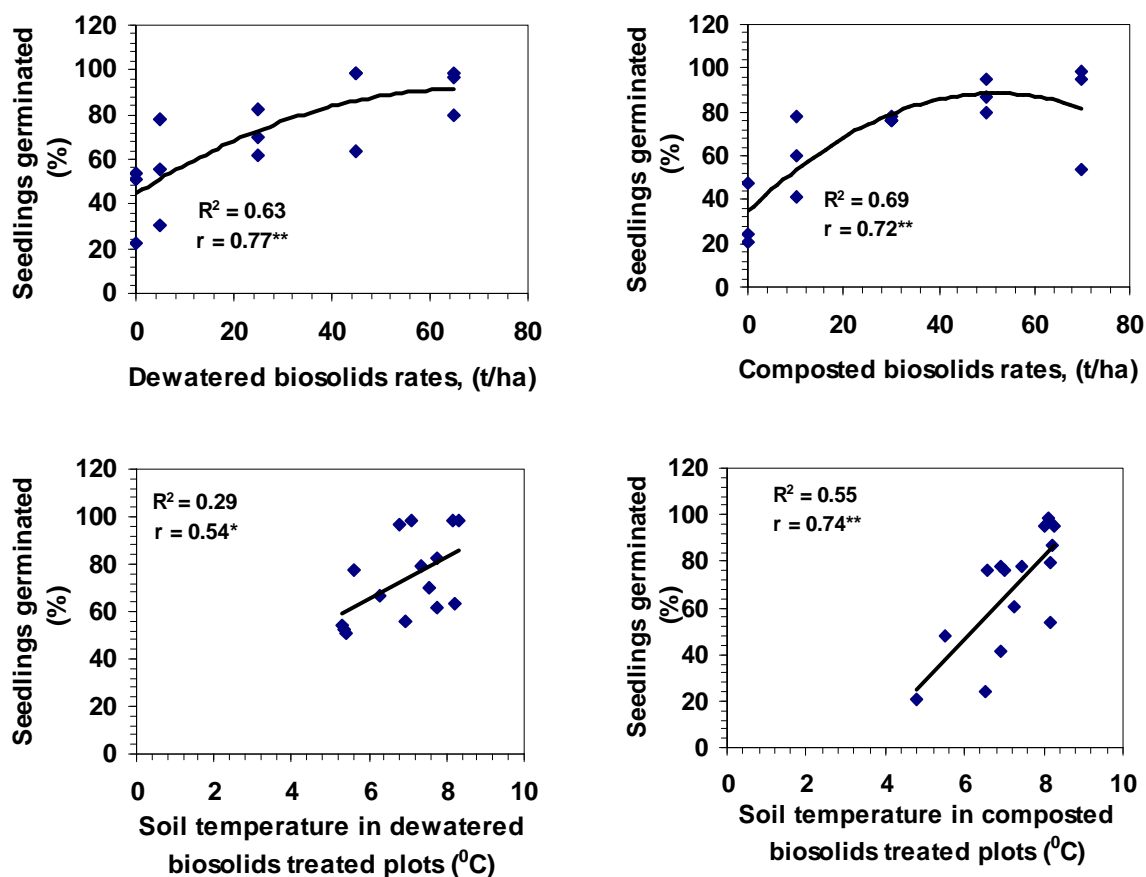 120
100
80
60
40
20
0
Seedlings germinated
(%)
R² = 0.63
r = 0.77**
0 20 40 60 80
Dewatered biosolids rates, (t/ha)
120
100
80
60
40
20
0
Seedlings germinated
(%)
R² = 0.69
r = 0.72**
0 20 40 60 80
Composted biosolids rates, (t/ha)
120
100
80
60
40
20
0
Seedlings germinated
(%)
R² = 0.29
r = 0.54*
0 2 4 6 8 10
Soil temperature in dewatered
biosolids treated plots (⁰C)
120
100
80
60
40
20
0
Seedlings germinated
(%)
R² = 0.55
r = 0.74**
0 2 4 6 8 10
Soil temperature in composted
biosolids treated plots (⁰C)